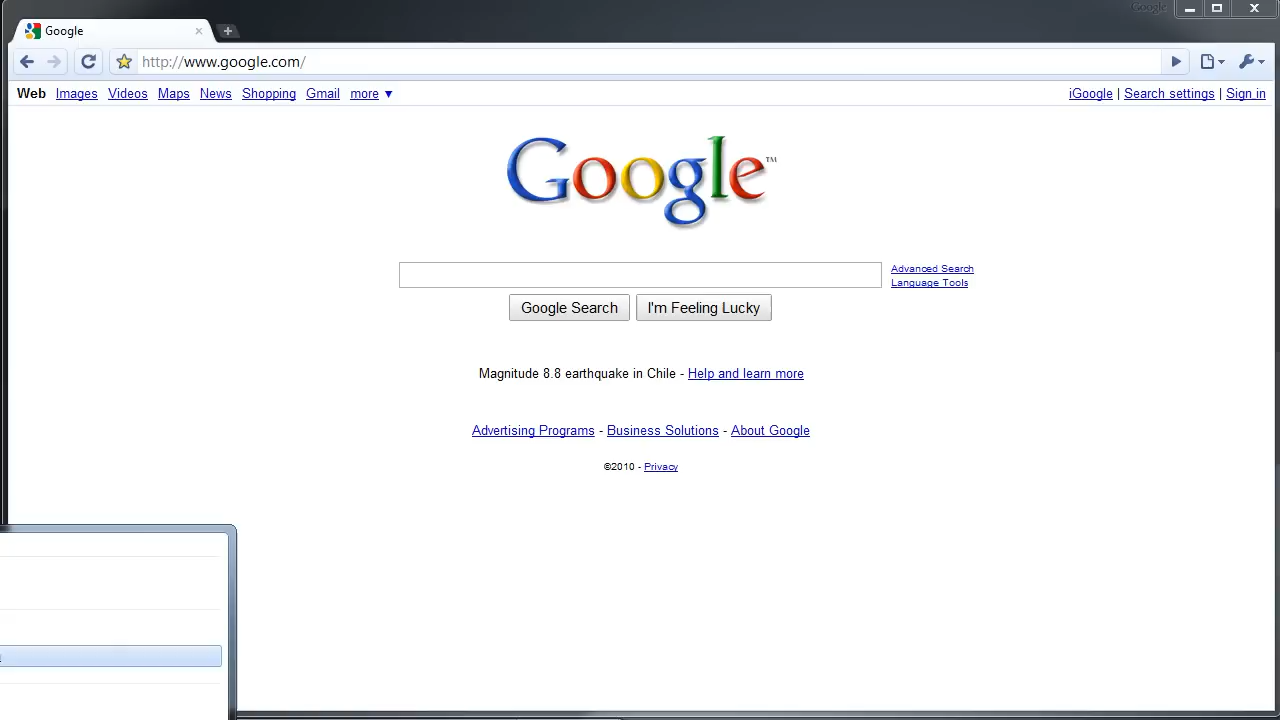 Google
Google
http://www.google.com/
Web Images Videos Maps News Shopping Gmail more ▼
iGoogle | Search settings | Sign in
Google™
Advanced Search
Language Tools
Google Search I'm Feeling Lucky
Magnitude 8.8 earthquake in Chile - Help and learn more
Advertising Programs - Business Solutions - About Google
©2010 - Privacy